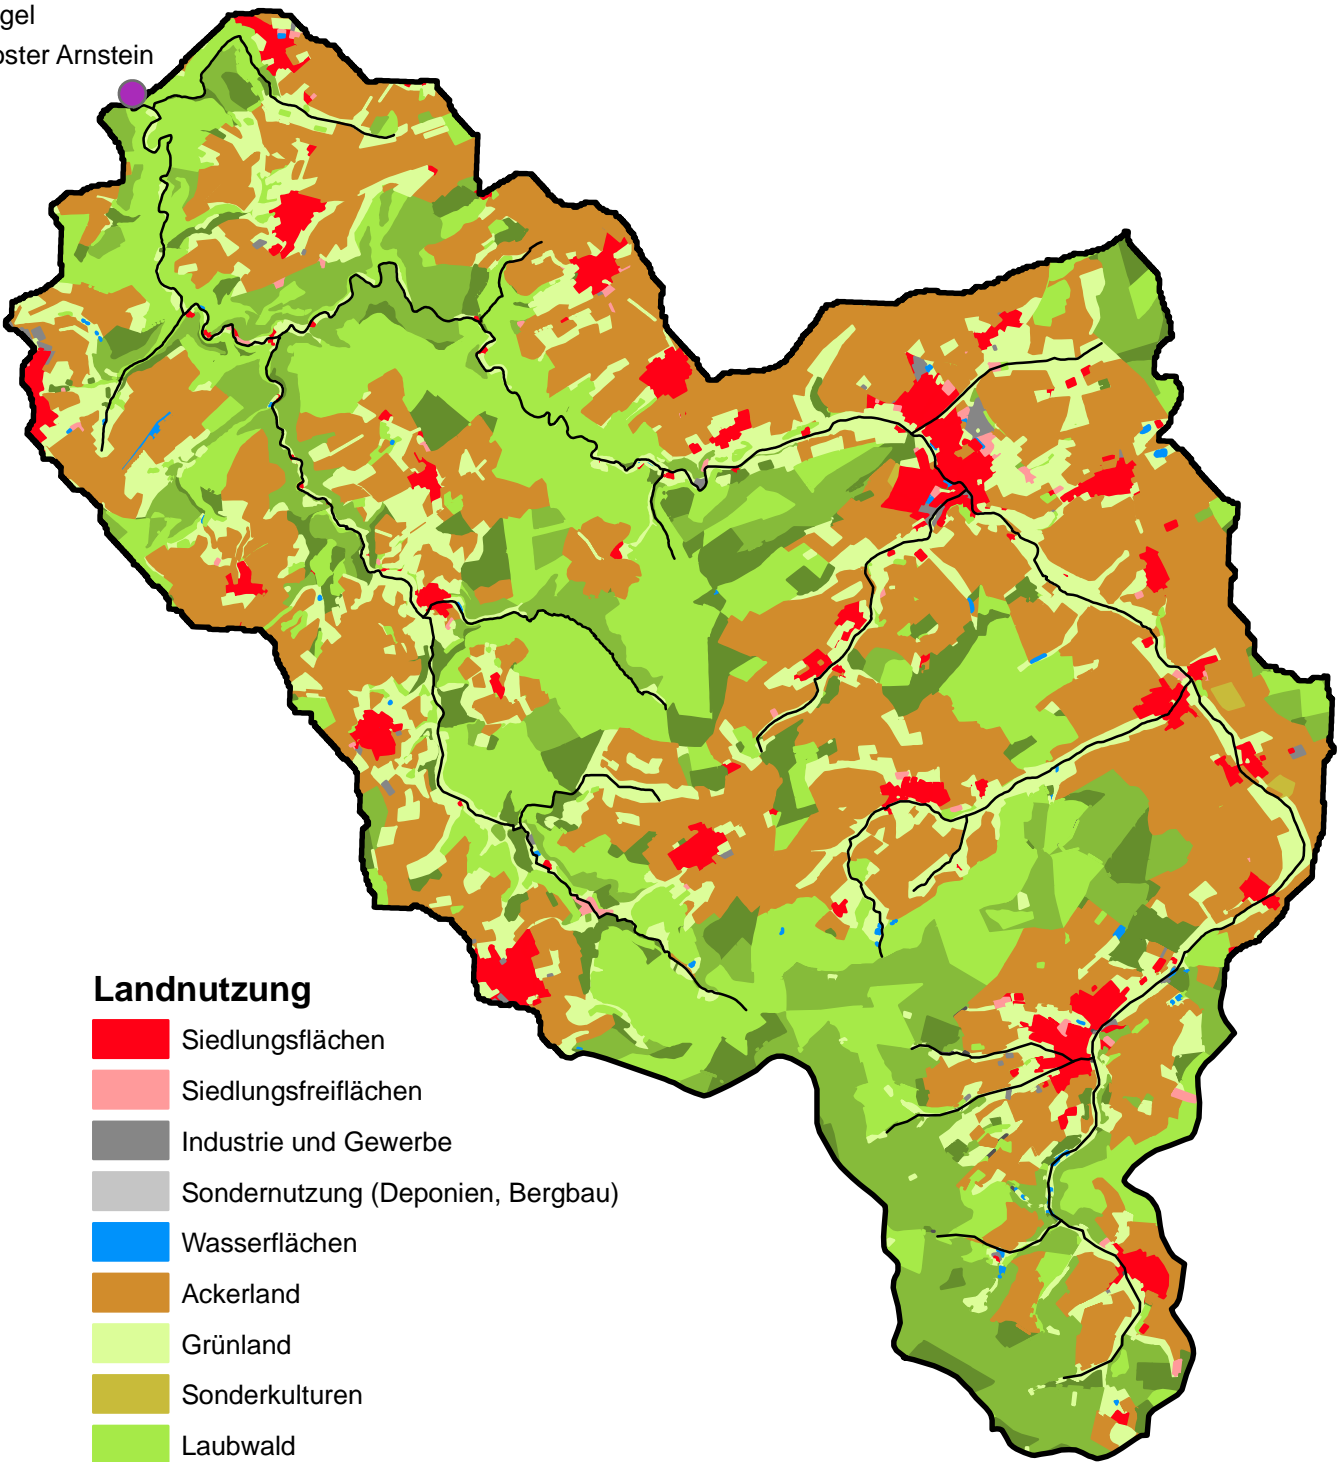 gel
oster Arnstein
Landnutzung
Siedlungsflächen
Siedlungsfreiflächen
Industrie und Gewerbe
Sondernutzung (Deponien, Bergbau)
Wasserflächen
Ackerland
Grünland
Sonderkulturen
Laubwald